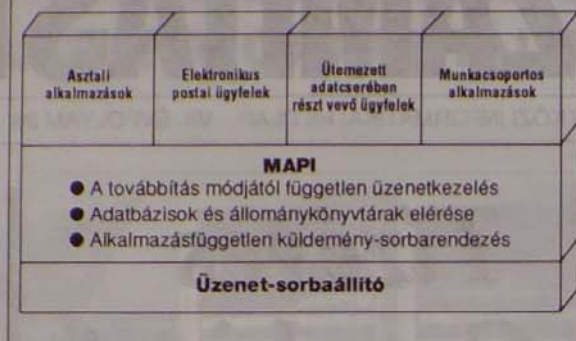 Asztali
alkalmazások
Elektronikus
postai ügyfelek
Ütemezett
adatcserében
részt vevő ügyfelek
Munkacsoportos
alkalmazások
MAPI
● A továbbítás módjától független üzenetkezelés
● Adatbázisok és állománykönyvtárak elérése
● Alkalmazásfüggetlen küldemény-sorbarendezés
Üzenet-sorbaállító